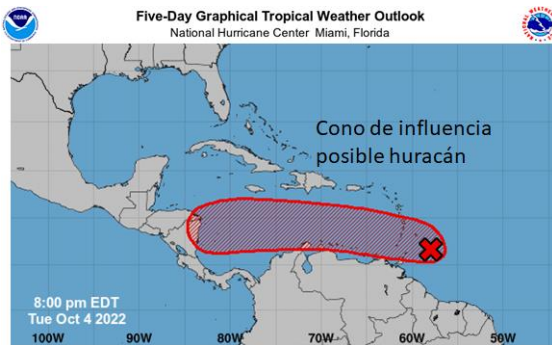 Five-Day Graphical Tropical Weather Outlook
National Hurricane Center Miami, Florida
Cono de influencia
posible huracán
8:00 pm EDT
Tue Oct 4 2022
100W 90W 80W 70W 60W 50W